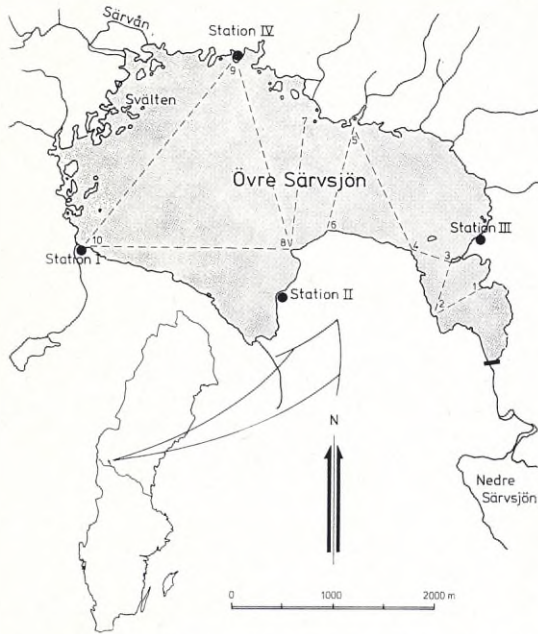 Särvån
Station IV
9
Svälten
7
5
Övre Särvsjön
6
10
8
4
3
Station III
Station I
Station II
2
1
N
Nedre
Särvsjön
0
1000
2000 m